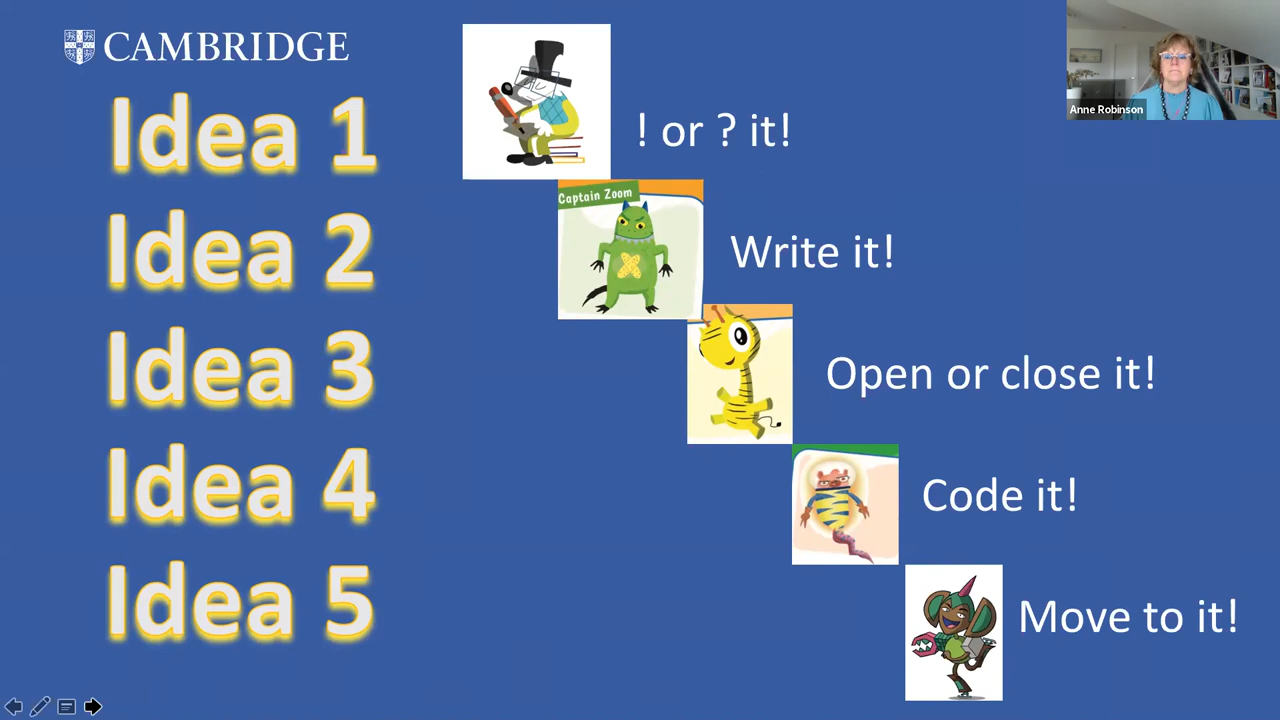 CAMBRIDGE
Anne Robinson
Idea 1
! or ? it!
Captain Zoom
Idea 2
Write it!
Idea 3
Open or close it!
Idea 4
Code it!
Idea 5
Move to it!